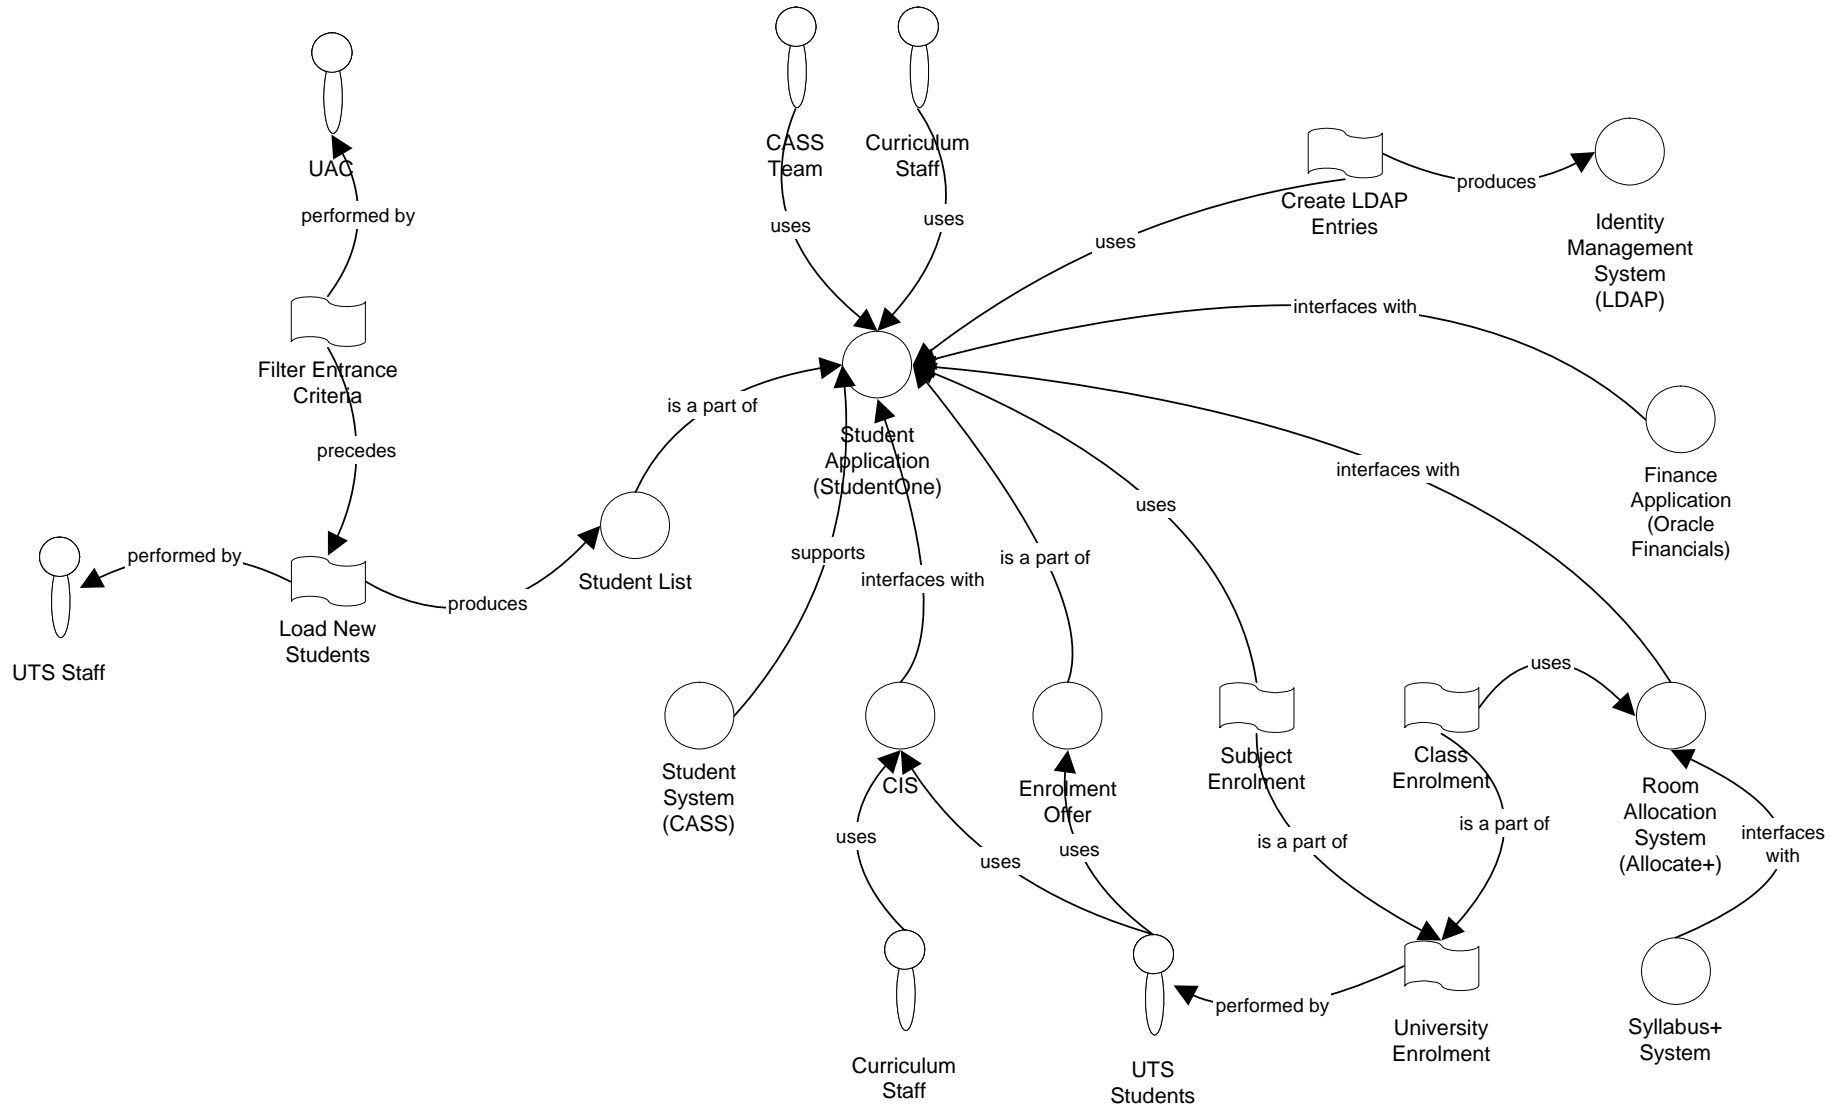 UAC
performed by
Filter Entrance
Criteria
precedes
UTS Staff
performed by
Load New
Students
produces
Student List
is a part of
CASS
Team
uses
Curriculum
Staff
uses
Student
Application
(StudentOne)
Create LDAP
Entries
produces
Identity
Management
System
(LDAP)
uses
interfaces with
Finance
Application
(Oracle
Financials)
interfaces with
uses
is a part of
interfaces with
supports
Student
System
(CASS)
CIS
Enrolment
Offer
Subject
Enrolment
Class
Enrolment
uses
Room
Allocation
System
(Allocate+)
interfaces
with
uses
uses
uses
is a part of
is a part of
Curriculum
Staff
UTS
Students
performed by
University
Enrolment
Syllabus+
System